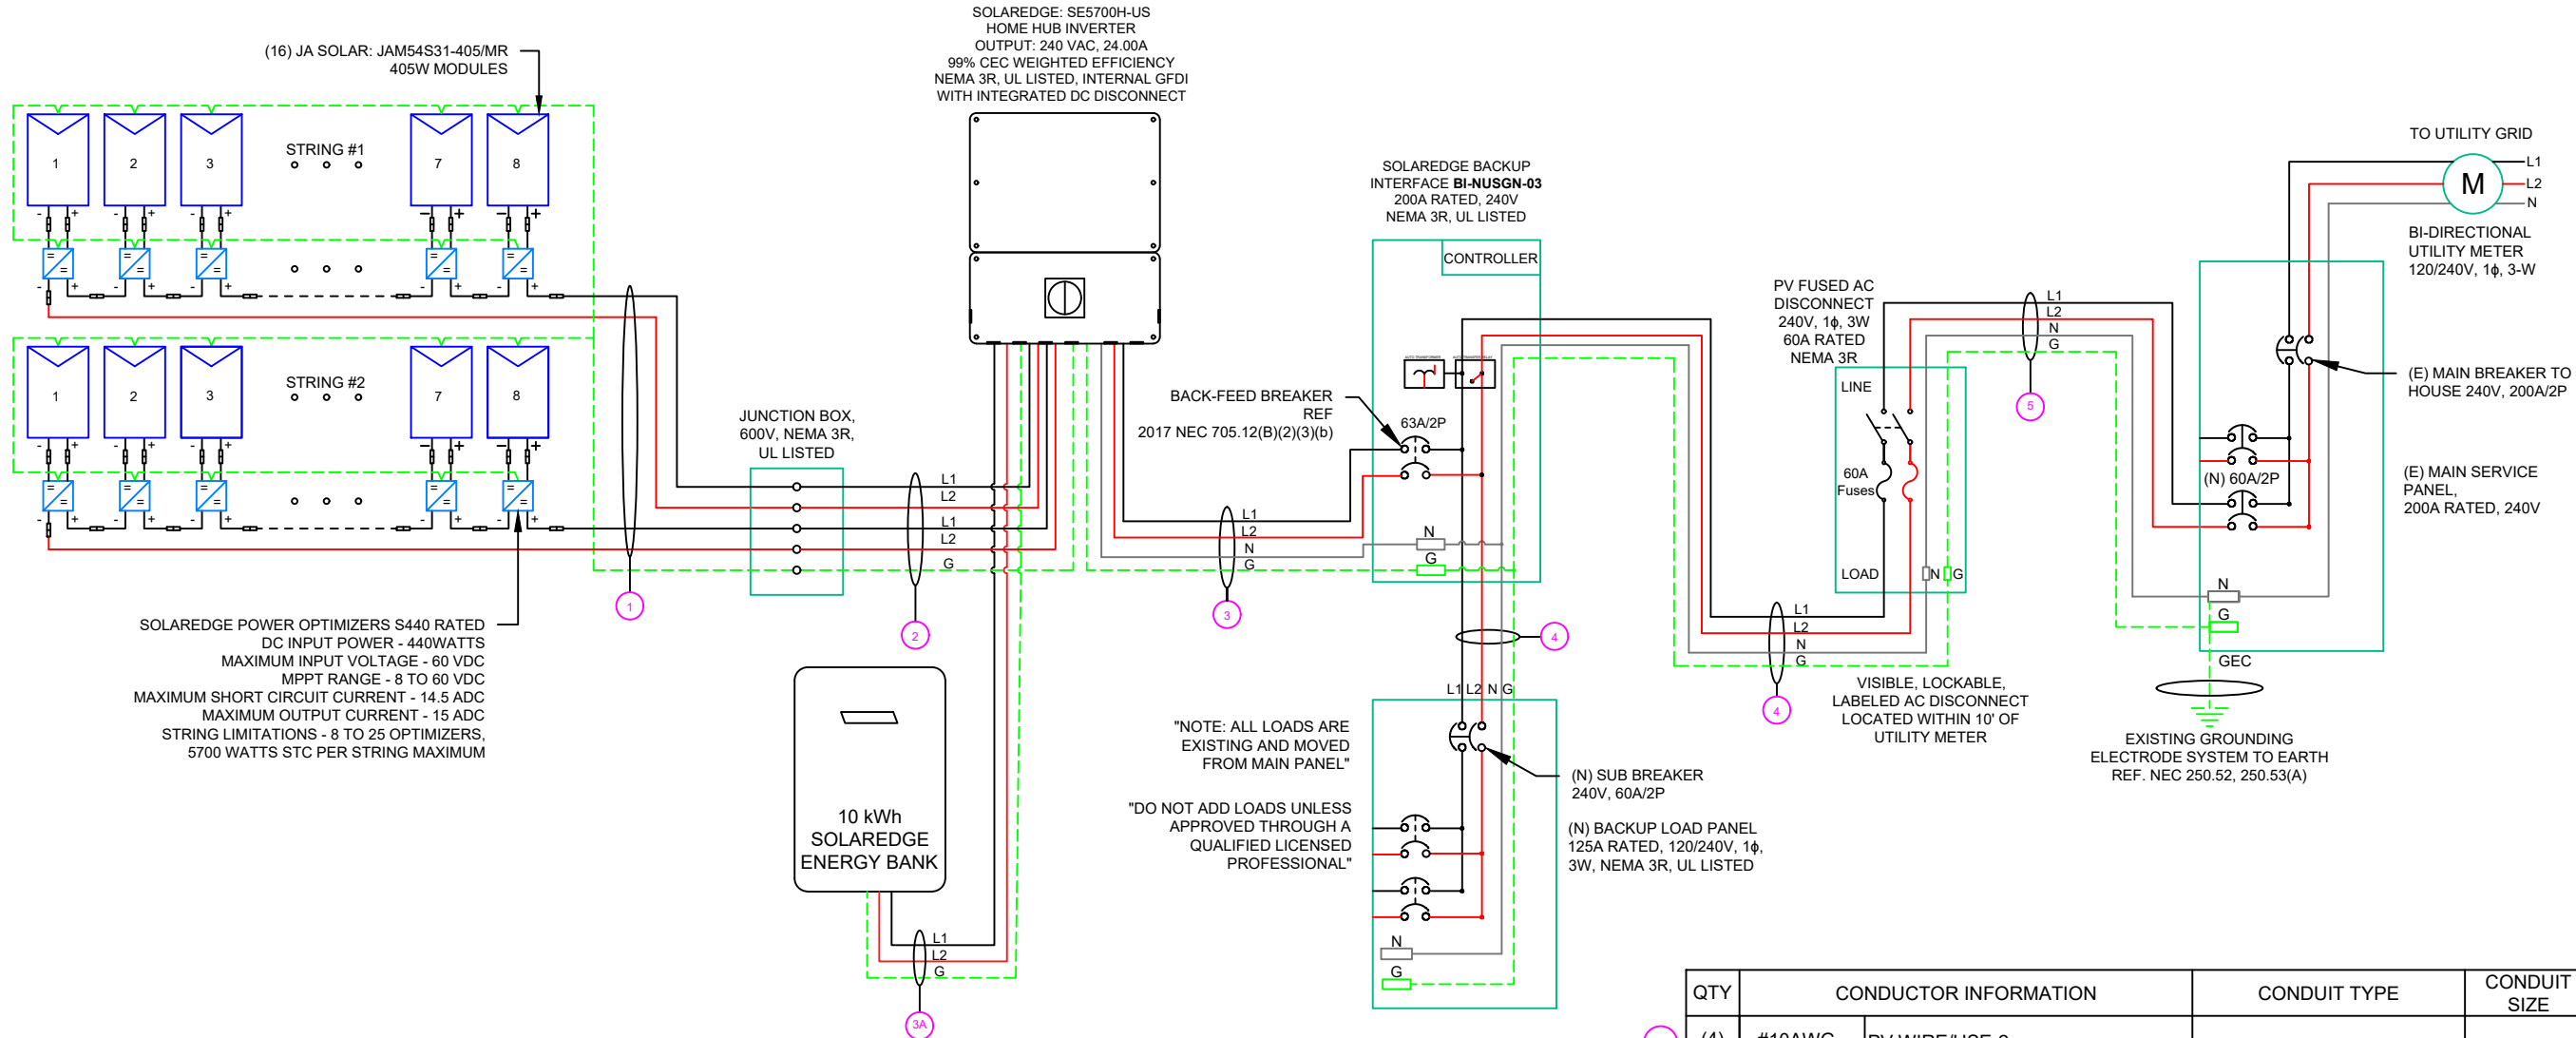 (16) JA SOLAR: JAM54S31-405/MR
405W MODULES
1
2
3
STRING #1
7
8
- + - + - + - + - +
= = = = = = = = = =
- + - + - + - + - +
1
2
3
STRING #2
7
8
- + - + - + - + - +
= = = = = = = = = =
- + - + - + - + - +
SOLAREDGE POWER OPTIMIZERS S440 RATED
DC INPUT POWER - 440WATTS
MAXIMUM INPUT VOLTAGE - 60 VDC
MPPT RANGE - 8 TO 60 VDC
MAXIMUM SHORT CIRCUIT CURRENT - 14.5 ADC
MAXIMUM OUTPUT CURRENT - 15 ADC
STRING LIMITATIONS - 8 TO 25 OPTIMIZERS,
5700 WATTS STC PER STRING MAXIMUM
1
JUNCTION BOX,
600V, NEMA 3R,
UL LISTED
L1
L2
L1
L2
G
2
SOLAREDGE: SE5700H-US
HOME HUB INVERTER
OUTPUT: 240 VAC, 24.00A
99% CEC WEIGHTED EFFICIENCY
NEMA 3R, UL LISTED, INTERNAL GFDI
WITH INTEGRATED DC DISCONNECT
10 kWh
SOLAREDGE
ENERGY BANK
L1
L2
G
3A
SOLAREDGE BACKUP
INTERFACE BI-NUSGN-03
200A RATED, 240V
NEMA 3R, UL LISTED
CONTROLLER
BACK-FEED BREAKER
REF
2017 NEC 705.12(B)(2)(3)(b)
63A/2P
L1
L2
N
G
3
N
G
4
L1 L2 N G
"NOTE: ALL LOADS ARE
EXISTING AND MOVED
FROM MAIN PANEL"
"DO NOT ADD LOADS UNLESS
APPROVED THROUGH A
QUALIFIED LICENSED
PROFESSIONAL"
(N) SUB BREAKER
240V, 60A/2P
(N) BACKUP LOAD PANEL
125A RATED, 120/240V, 1ϕ,
3W, NEMA 3R, UL LISTED
N
G
PV FUSED AC
DISCONNECT
240V, 1ϕ, 3W
60A RATED
NEMA 3R
LINE
60A
Fuses
LOAD
N G
L1
L2
N
G
4
VISIBLE, LOCKABLE,
LABELED AC DISCONNECT
LOCATED WITHIN 10' OF
UTILITY METER
L1
L2
N
G
5
TO UTILITY GRID
M
L1
L2
N
BI-DIRECTIONAL
UTILITY METER
120/240V, 1ϕ, 3-W
(E) MAIN BREAKER TO
HOUSE 240V, 200A/2P
(N) 60A/2P
(E) MAIN SERVICE
PANEL,
200A RATED, 240V
N
G
GEC
EXISTING GROUNDING
ELECTRODE SYSTEM TO EARTH
REF. NEC 250.52, 250.53(A)
QTY CONDUCTOR INFORMATION CONDUIT TYPE CONDUIT
SIZE